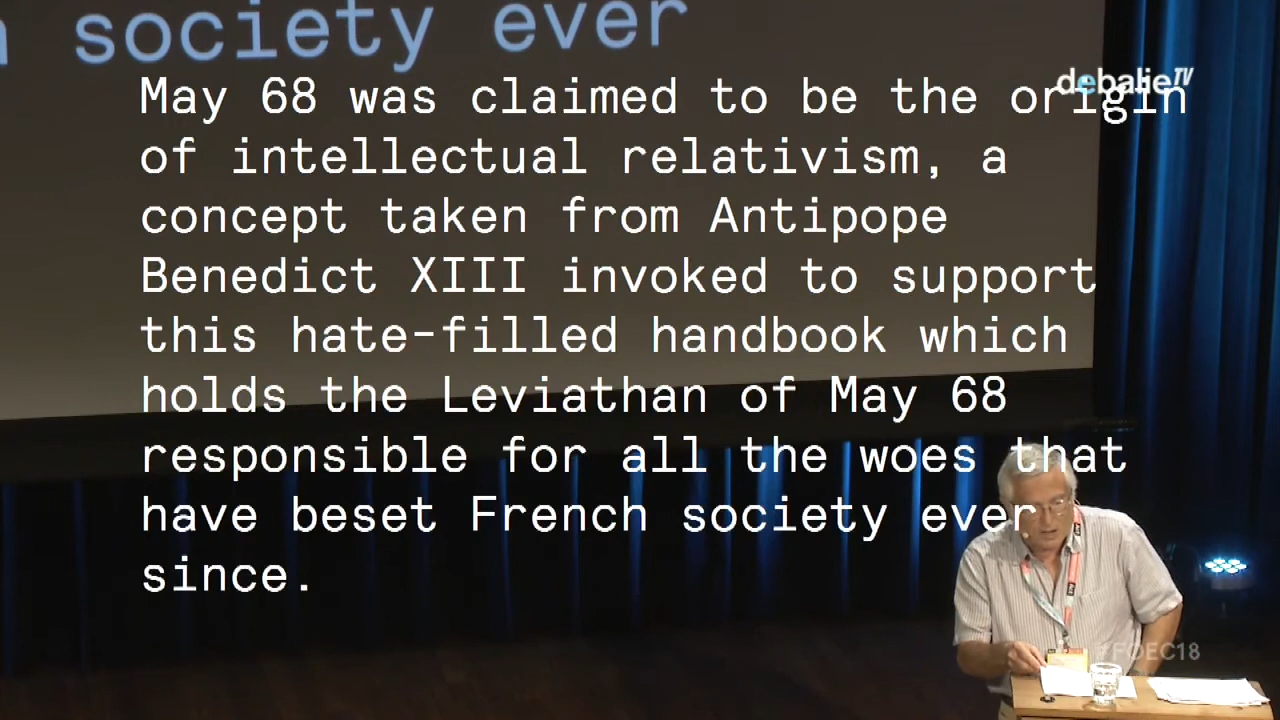 society ever
debalieTV
May 68 was claimed to be the origin
of intellectual relativism, a
concept taken from Antipope
Benedict XIII invoked to support
this hate-filled handbook which
holds the Leviathan of May 68
responsible for all the woes that
have beset French society ever
since.
#FOEC18